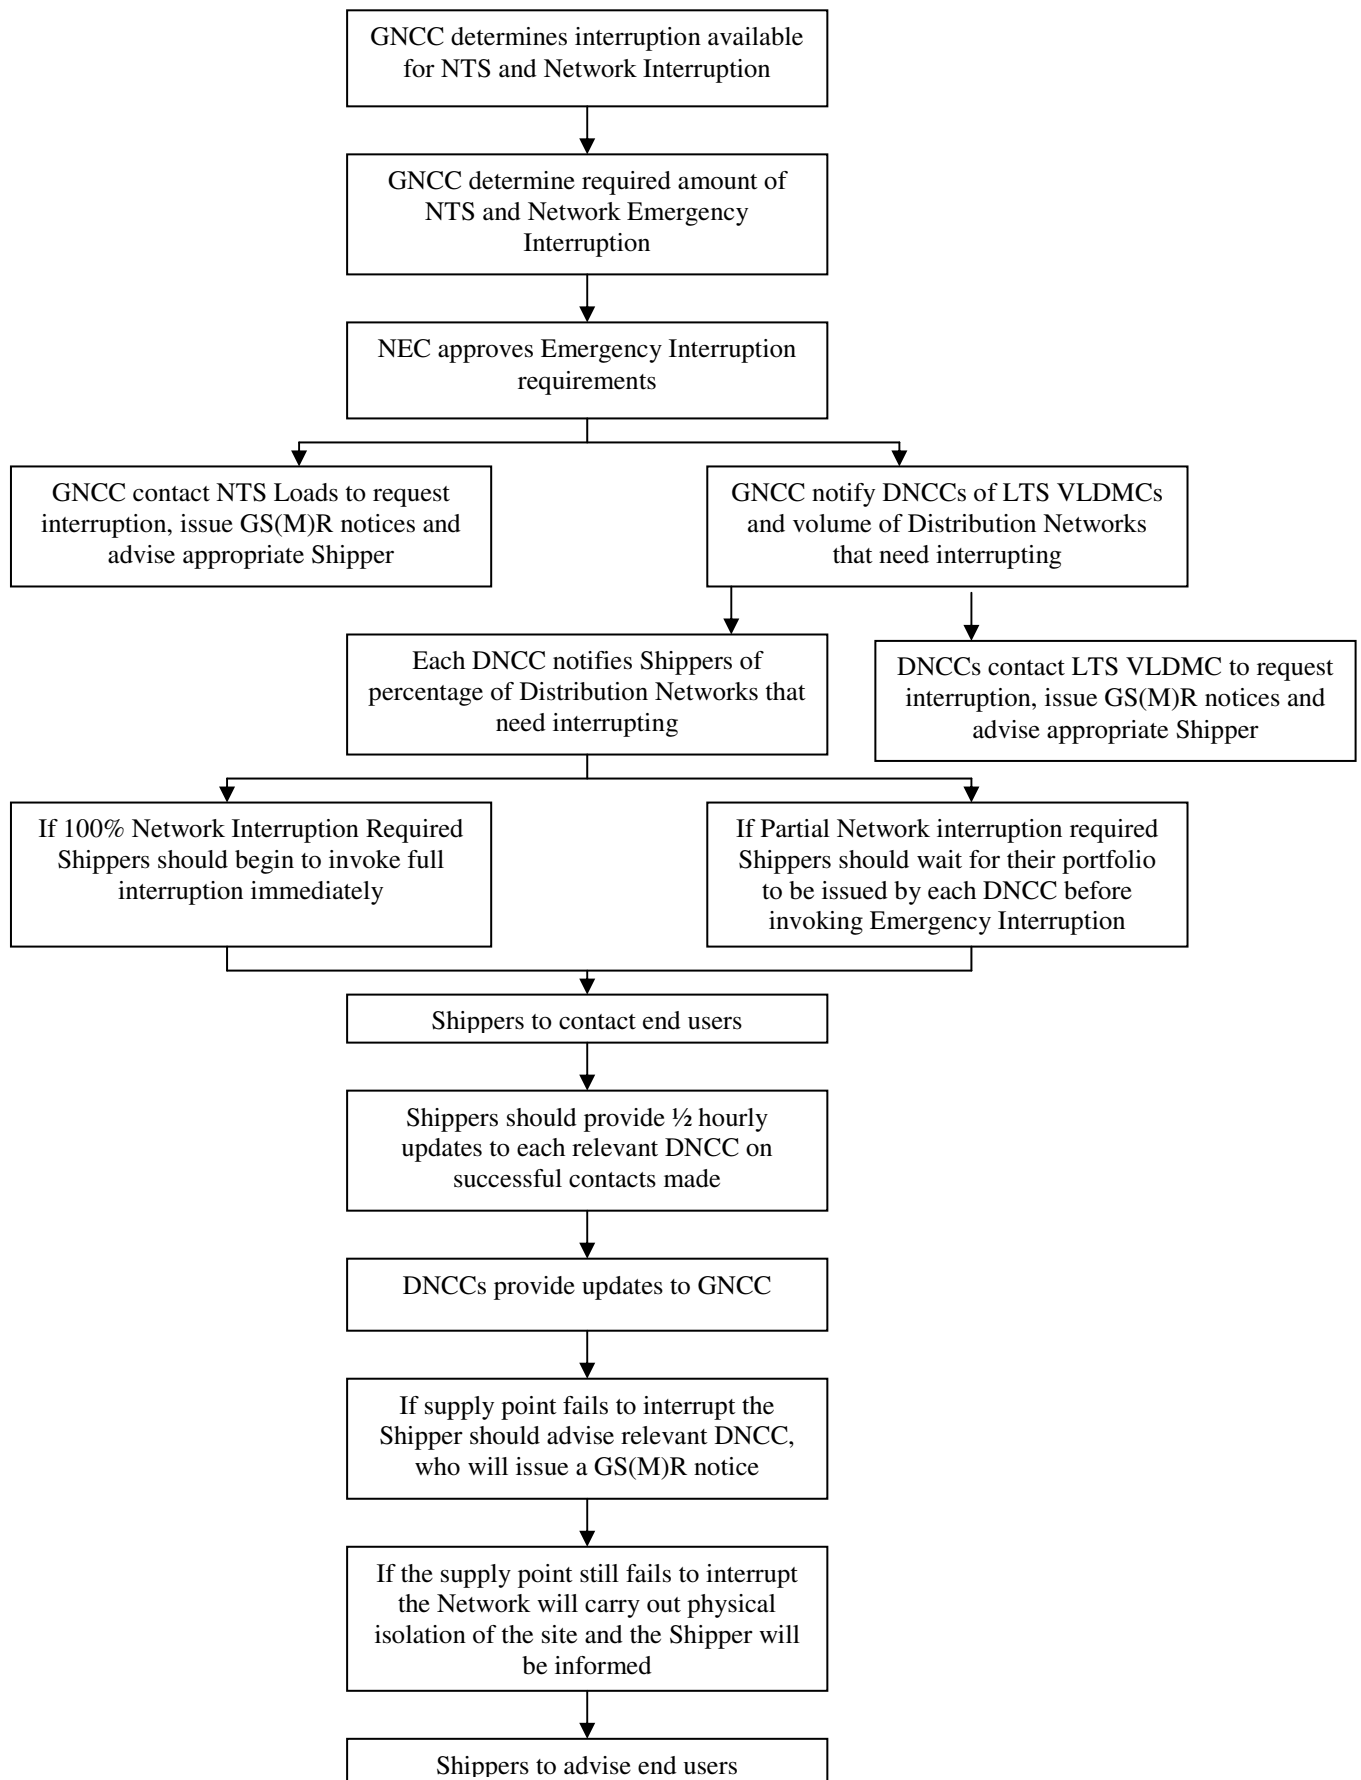 GNCC determines interruption available
for NTS and Network Interruption
GNCC determine required amount of
NTS and Network Emergency
Interruption
NEC approves Emergency Interruption
requirements
GNCC contact NTS Loads to request
interruption, issue GS(M)R notices and
advise appropriate Shipper
GNCC notify DNCCs of LTS VLDMCs
and volume of Distribution Networks
that need interrupting
Each DNCC notifies Shippers of
percentage of Distribution Networks that
need interrupting
DNCCs contact LTS VLDMC to request
interruption, issue GS(M)R notices and
advise appropriate Shipper
If 100% Network Interruption Required
Shippers should begin to invoke full
interruption immediately
If Partial Network interruption required
Shippers should wait for their portfolio
to be issued by each DNCC before
invoking Emergency Interruption
Shippers to contact end users
Shippers should provide ½ hourly
updates to each relevant DNCC on
successful contacts made
DNCCs provide updates to GNCC
If supply point fails to interrupt the
Shipper should advise relevant DNCC,
who will issue a GS(M)R notice
If the supply point still fails to interrupt
the Network will carry out physical
isolation of the site and the Shipper will
be informed
Shippers to advise end users